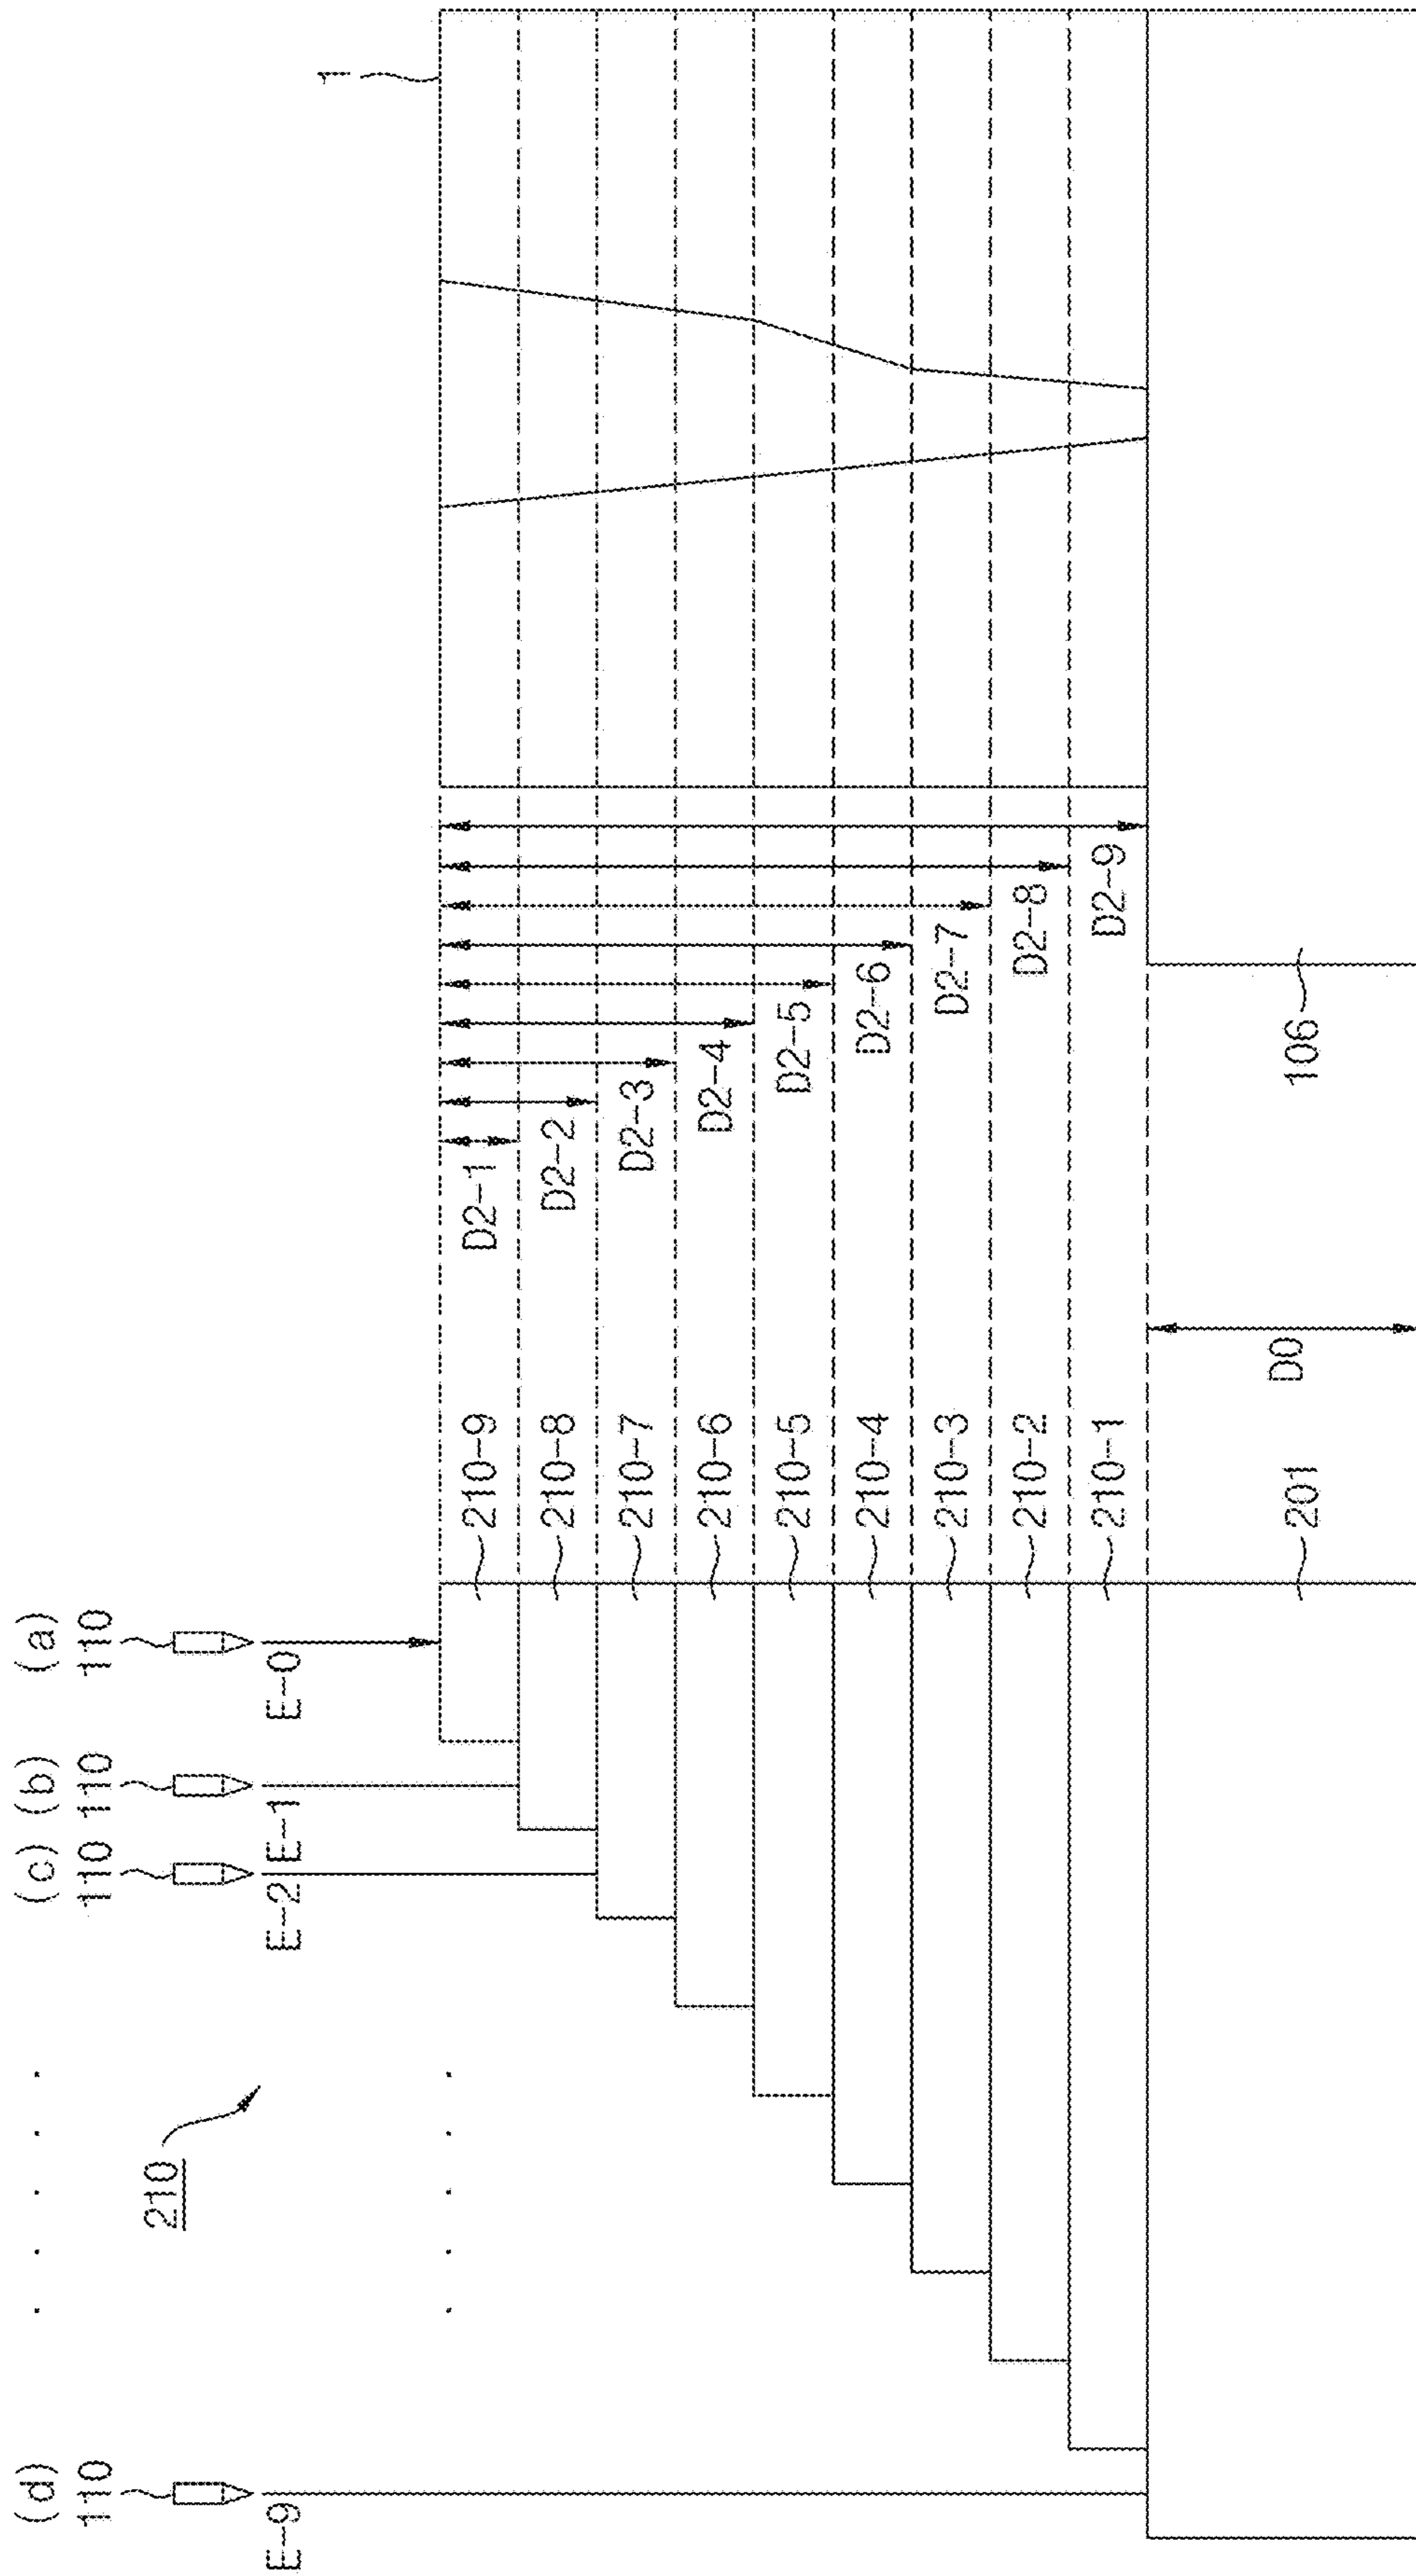 (d) (c) (b) (a)
110 110 110 110
210
E-9 E-2 E-1 E-0
1
210-9 D2-1
210-8 D2-2
210-7 D2-3
210-6 D2-4
210-5 D2-5
210-4 D2-6
210-3 D2-7
210-2 D2-8
210-1 D2-9
D0
201 106